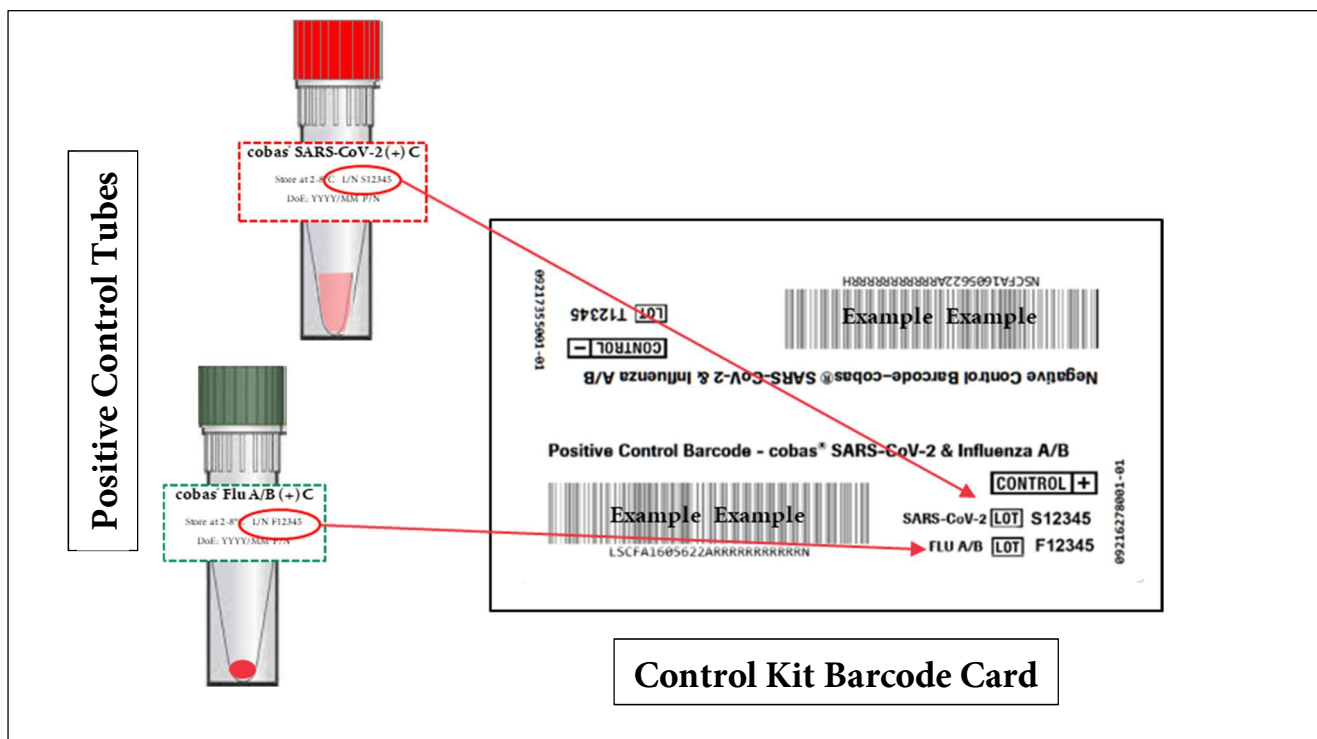 Positive Control Tubes
cobas® SARS-CoV-2 (+) C
Store at 2-8°C L/N S12345
DoE: YYYY/MM P/N
cobas® Flu A/B (+) C
Store at 2-8° L/N F12345
DoE: YYYY/MM P/N
09217355001-01
NSCFA1605622ARRRRRRRRRRRRH
Example Example
LOT T12345
CONTROL -
Negative Control Barcode-cobas® SARS-CoV-2 & Influenza A/B
Positive Control Barcode - cobas® SARS-CoV-2 & Influenza A/B
CONTROL +
Example Example
SARS-CoV-2 LOT S12345
FLU A/B LOT F12345
LSCFA1605622ARRRRRRRRRRRRN
09216278001-01
Control Kit Barcode Card